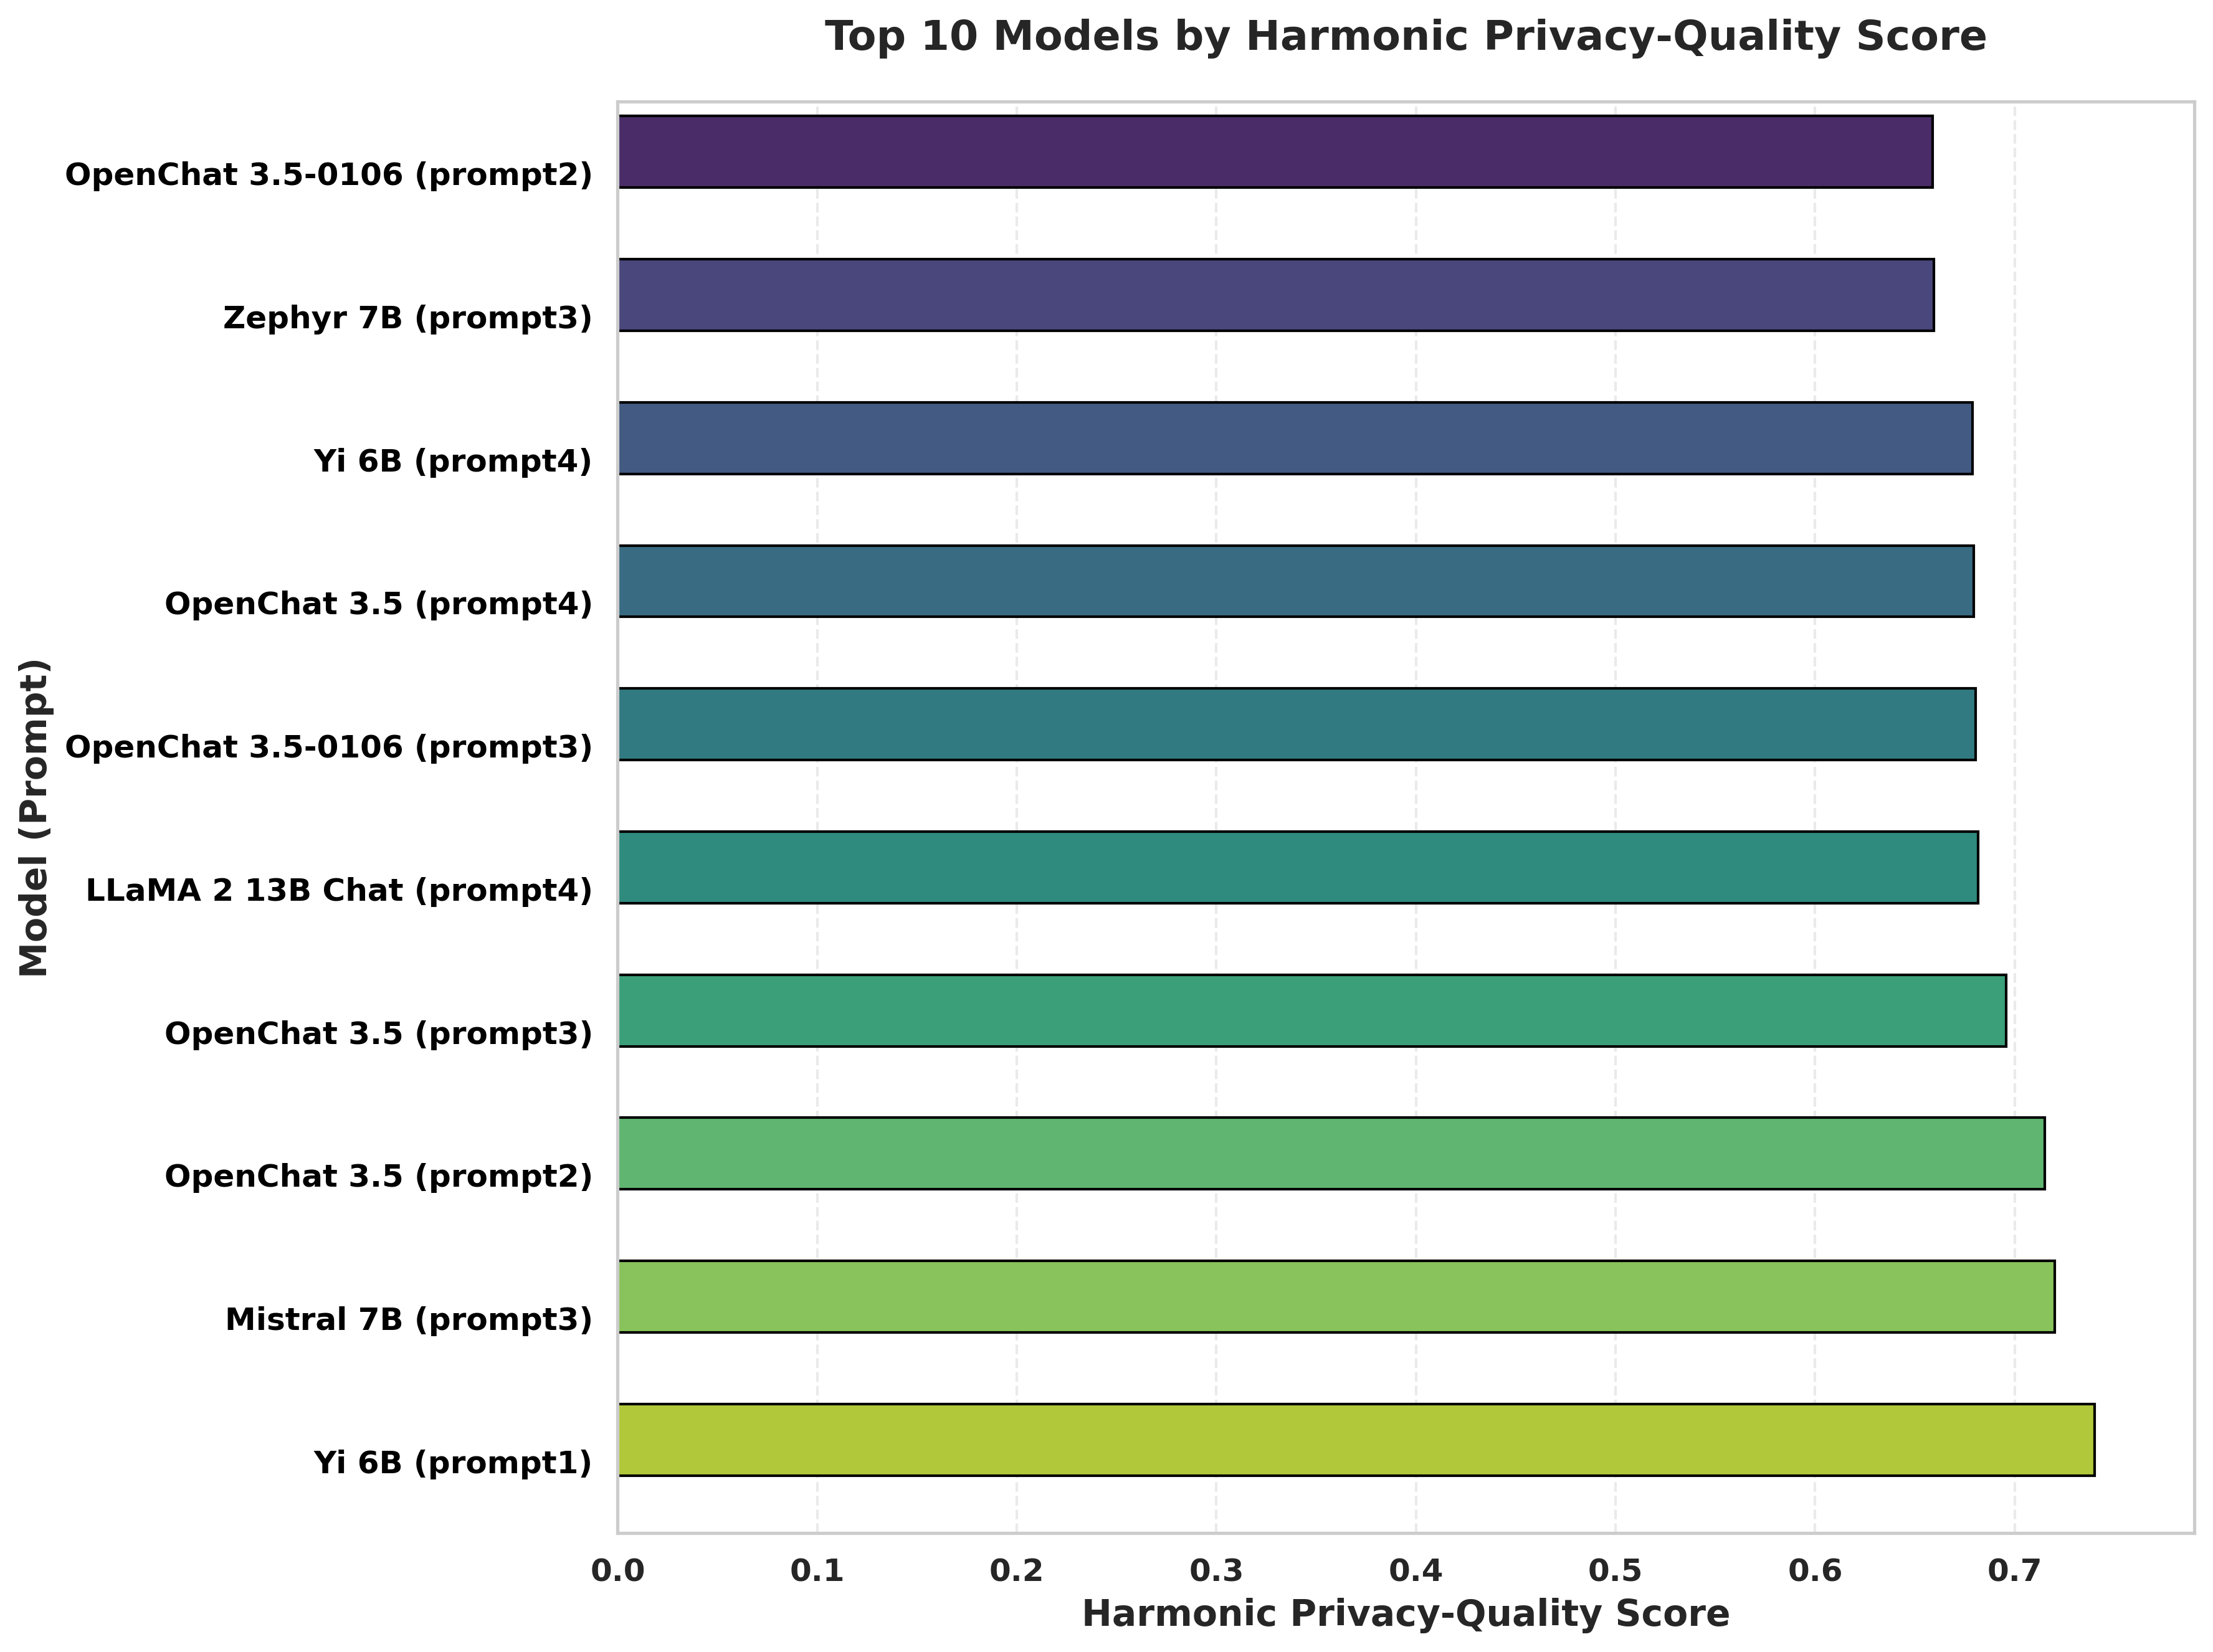 Top 10 Models by Harmonic Privacy-Quality Score
Model (Prompt)
OpenChat 3.5-0106 (prompt2)
Zephyr 7B (prompt3)
Yi 6B (prompt4)
OpenChat 3.5 (prompt4)
OpenChat 3.5-0106 (prompt3)
LLaMA 2 13B Chat (prompt4)
OpenChat 3.5 (prompt3)
OpenChat 3.5 (prompt2)
Mistral 7B (prompt3)
Yi 6B (prompt1)
0.0 0.1 0.2 0.3 0.4 0.5 0.6 0.7
Harmonic Privacy-Quality Score